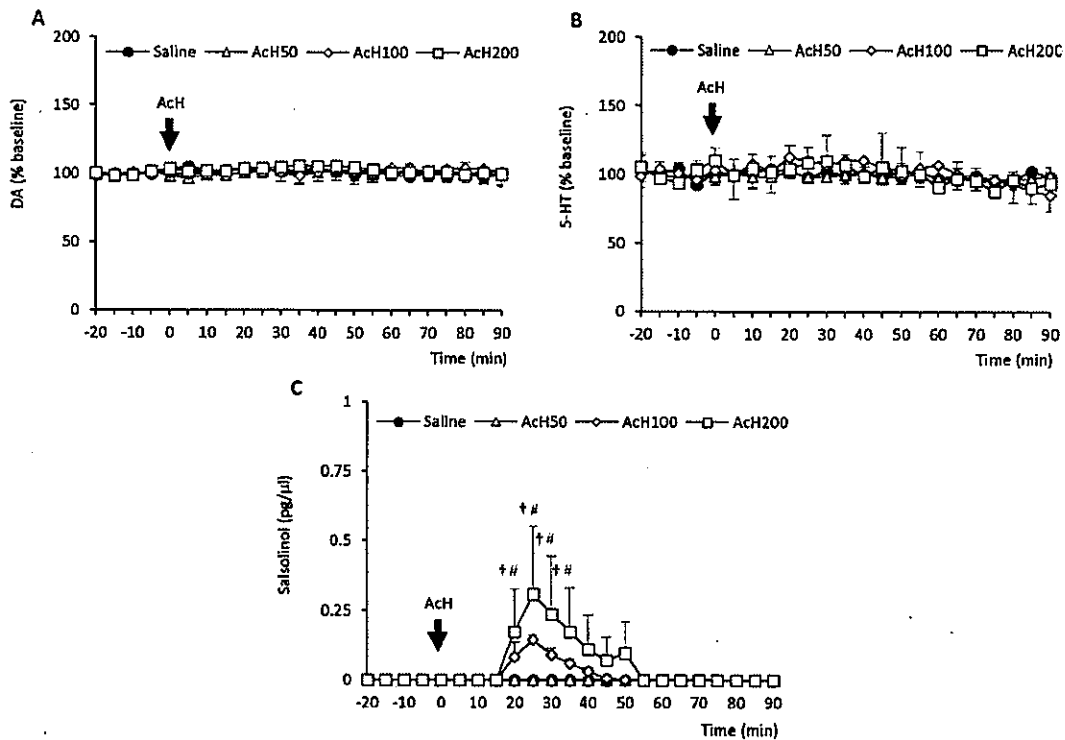 A
200
Saline AcH50 AcH100 AcH200
150
AcH
DA (% baseline)
100
50
0
-20 -10 0 10 20 30 40 50 60 70 80 90
Time (min)
B
200
Saline AcH50 AcH100 AcH200
150
AcH
5-HT (% baseline)
100
50
0
-20 -10 0 10 20 30 40 50 60 70 80 90
Time (min)
C
1
Saline AcH50 AcH100 AcH200
0.75
Salsolinol (pg/μl)
† #
0.5
† #
† # † #
0.25
AcH
0
-20 -10 0 10 20 30 40 50 60 70 80 90
Time (min)